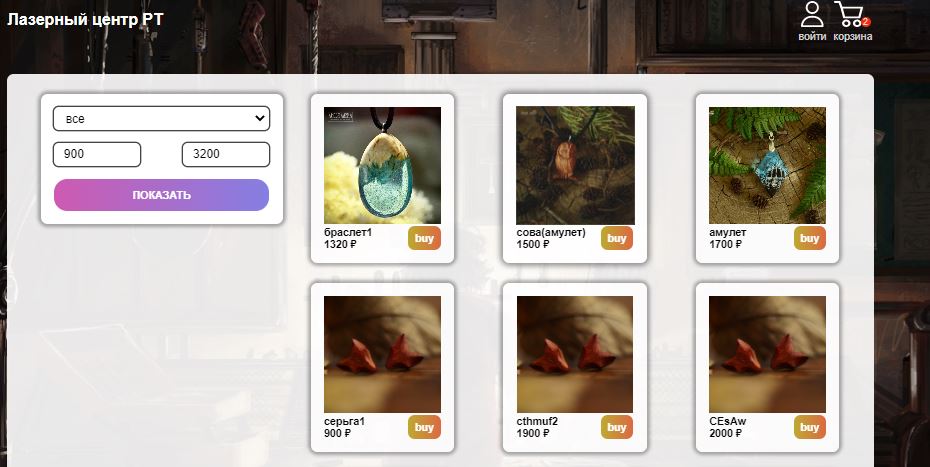 Лазерный центр РТ
войти
2
корзина
все
900
3200
ПОКАЗАТЬ
браслет1
1320 ₽
buy
сова(амулет)
1500 ₽
buy
амулет
1700 ₽
buy
серьга1
900 ₽
buy
cthmuf2
1900 ₽
buy
CEsAw
2000 ₽
buy